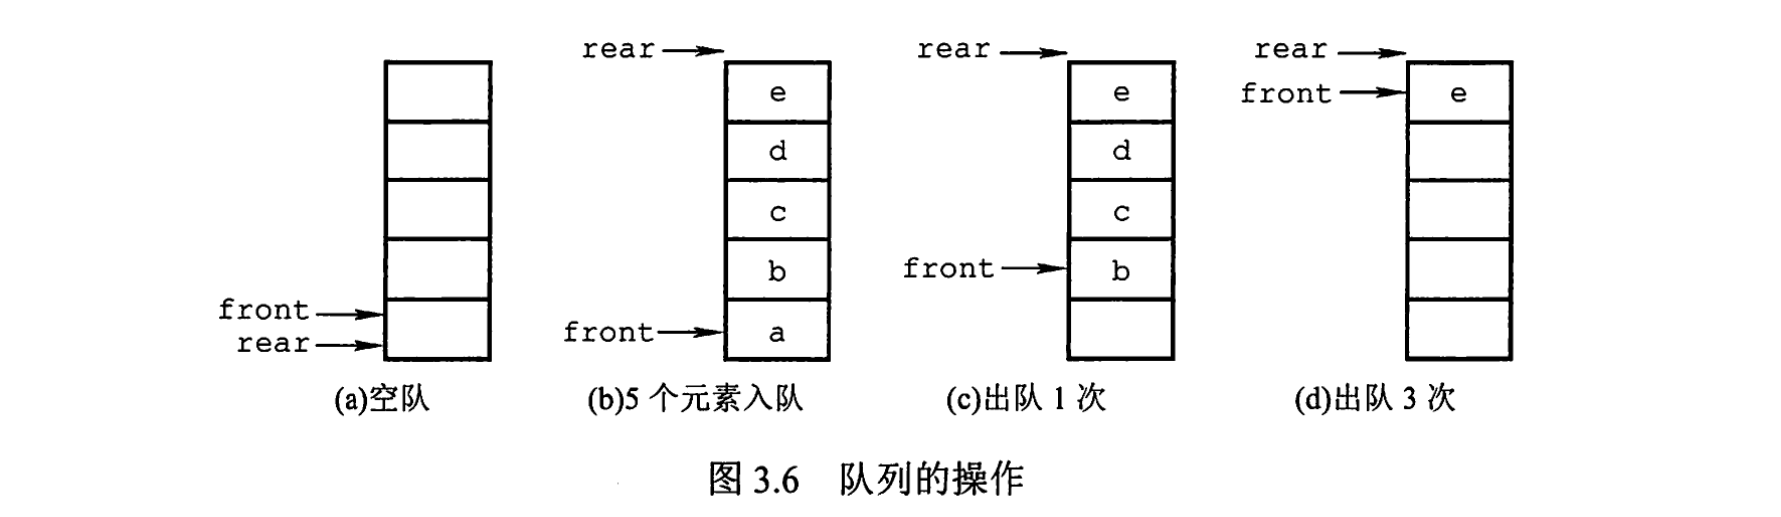 rear rear rear
front e e e
d d
c c
front b b
front front a
rear
(a)空队 (b)5 个元素入队 (c)出队 1 次 (d)出队 3 次
图 3.6 队列的操作